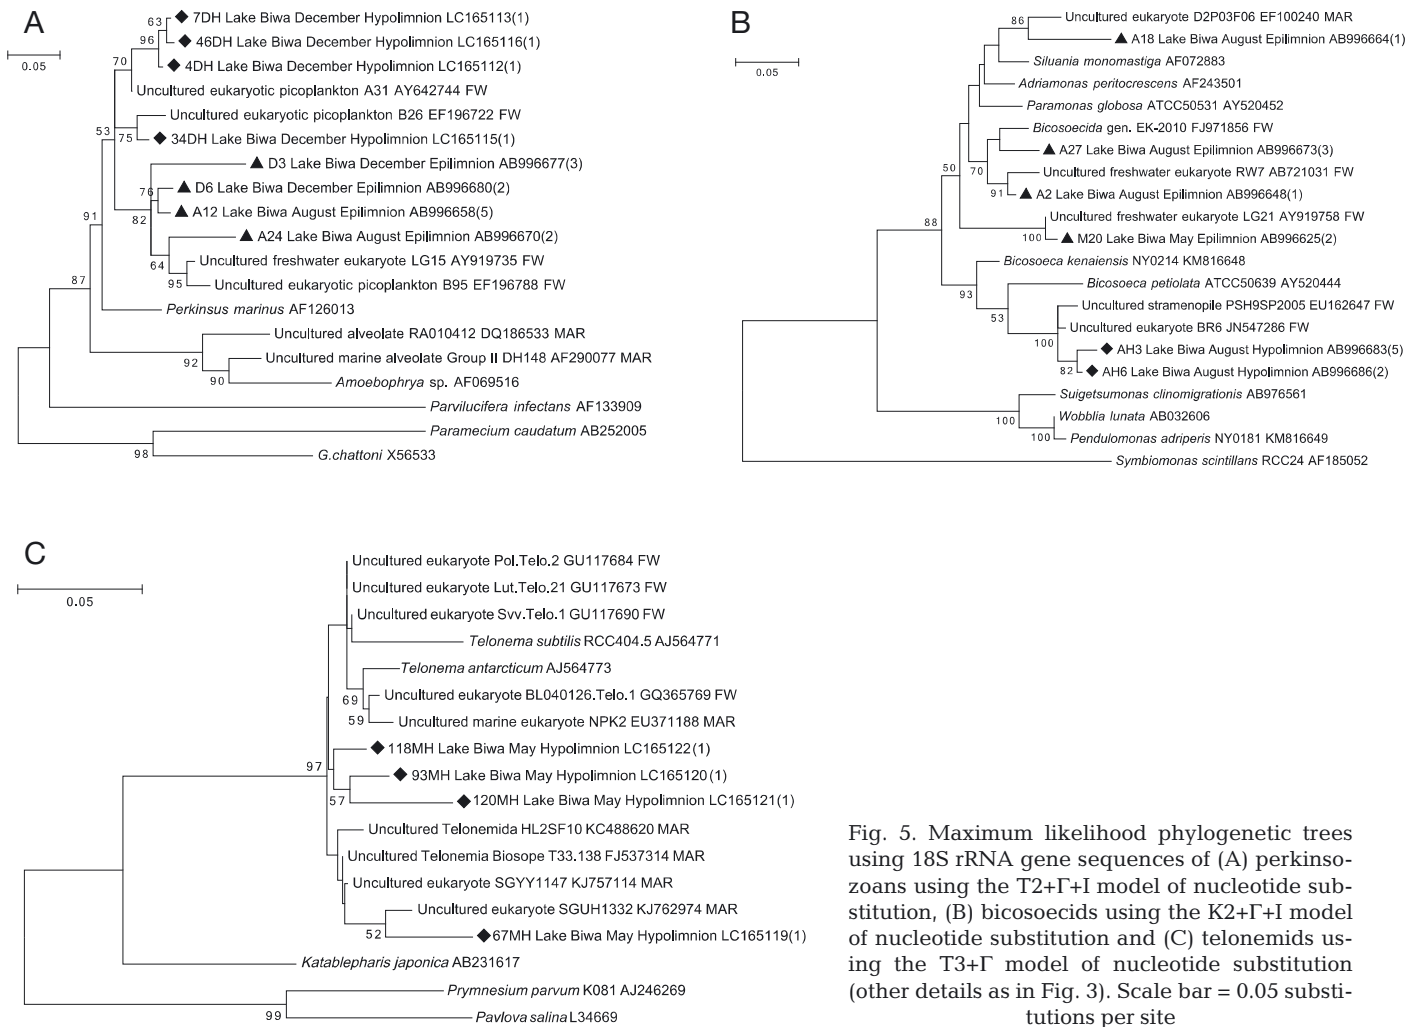 A
0.05
63
7DH Lake Biwa December Hypolimnion LC165113(1)
96
46DH Lake Biwa December Hypolimnion LC165116(1)
70
4DH Lake Biwa December Hypolimnion LC165112(1)
Uncultured eukaryotic picoplankton A31 AY642744 FW
Uncultured eukaryotic picoplankton B26 EF196722 FW
53
75
34DH Lake Biwa December Hypolimnion LC165115(1)
D3 Lake Biwa December Epilimnion AB996677(3)
76
D6 Lake Biwa December Epilimnion AB996680(2)
91
82
A12 Lake Biwa August Epilimnion AB996658(5)
A24 Lake Biwa August Epilimnion AB996670(2)
64
Uncultured freshwater eukaryote LG15 AY919735 FW
87
95
Uncultured eukaryotic picoplankton B95 EF196788 FW
Perkinsus marinus AF126013
Uncultured alveolate RA010412 DQ186533 MAR
92
Uncultured marine alveolate Group II DH148 AF290077 MAR
90
Amoebophrya sp. AF069516
Parvilucifera infectans AF133909
Paramecium caudatum AB252005
98
G.chattoni X56533
B
0.05
86
Uncultured eukaryote D2P03F06 EF100240 MAR
A18 Lake Biwa August Epilimnion AB996664(1)
Siluania monomastiga AF072883
Adriamonas peritocrescens AF243501
Paramonas globosa ATCC50531 AY520452
Bicosoecida gen. EK-2010 FJ971856 FW
A27 Lake Biwa August Epilimnion AB996673(3)
50
70
Uncultured freshwater eukaryote RW7 AB721031 FW
91
A2 Lake Biwa August Epilimnion AB996648(1)
88
Uncultured freshwater eukaryote LG21 AY919758 FW
100
M20 Lake Biwa May Epilimnion AB996625(2)
Bicosoeca kenaiensis NY0214 KM816648
93
Bicosoeca petiolata ATCC50639 AY520444
53
Uncultured stramenopile PSH9SP2005 EU162647 FW
Uncultured eukaryote BR6 JN547286 FW
100
AH3 Lake Biwa August Hypolimnion AB996683(5)
82
AH6 Lake Biwa August Hypolimnion AB996686(2)
Suigetsumonas clinomigrationis AB976561
100
Wobblia lunata AB032606
100
Pendulomonas adriperis NY0181 KM816649
Symbiomonas scintillans RCC24 AF185052
C
0.05
Uncultured eukaryote Pol.Telo.2 GU117684 FW
Uncultured eukaryote Lut.Telo.21 GU117673 FW
Uncultured eukaryote Svv.Telo.1 GU117690 FW
Telonema subtilis RCC404.5 AJ564771
Telonema antarcticum AJ564773
69
Uncultured eukaryote BL040126.Telo.1 GQ365769 FW
59
Uncultured marine eukaryote NPK2 EU371188 MAR
118MH Lake Biwa May Hypolimnion LC165122(1)
97
93MH Lake Biwa May Hypolimnion LC165120(1)
57
120MH Lake Biwa May Hypolimnion LC165121(1)
Uncultured Telonemida HL2SF10 KC488620 MAR
Uncultured Telonemia Biosope T33.138 FJ537314 MAR
Uncultured eukaryote SGYY1147 KJ757114 MAR
Uncultured eukaryote SGUH1332 KJ762974 MAR
52
67MH Lake Biwa May Hypolimnion LC165119(1)
Katablepharis japonica AB231617
Prymnesium parvum K081 AJ246269
99
Pavlova salina L34669
Fig. 5. Maximum likelihood phylogenetic trees
using 18S rRNA gene sequences of (A) perkinso-
zoans using the T2+Γ+I model of nucleotide sub-
stitution, (B) bicosoecids using the K2+Γ+I model
of nucleotide substitution and (C) telonemids us-
ing the T3+Γ model of nucleotide substitution
(other details as in Fig. 3). Scale bar = 0.05 substi-
tutions per site